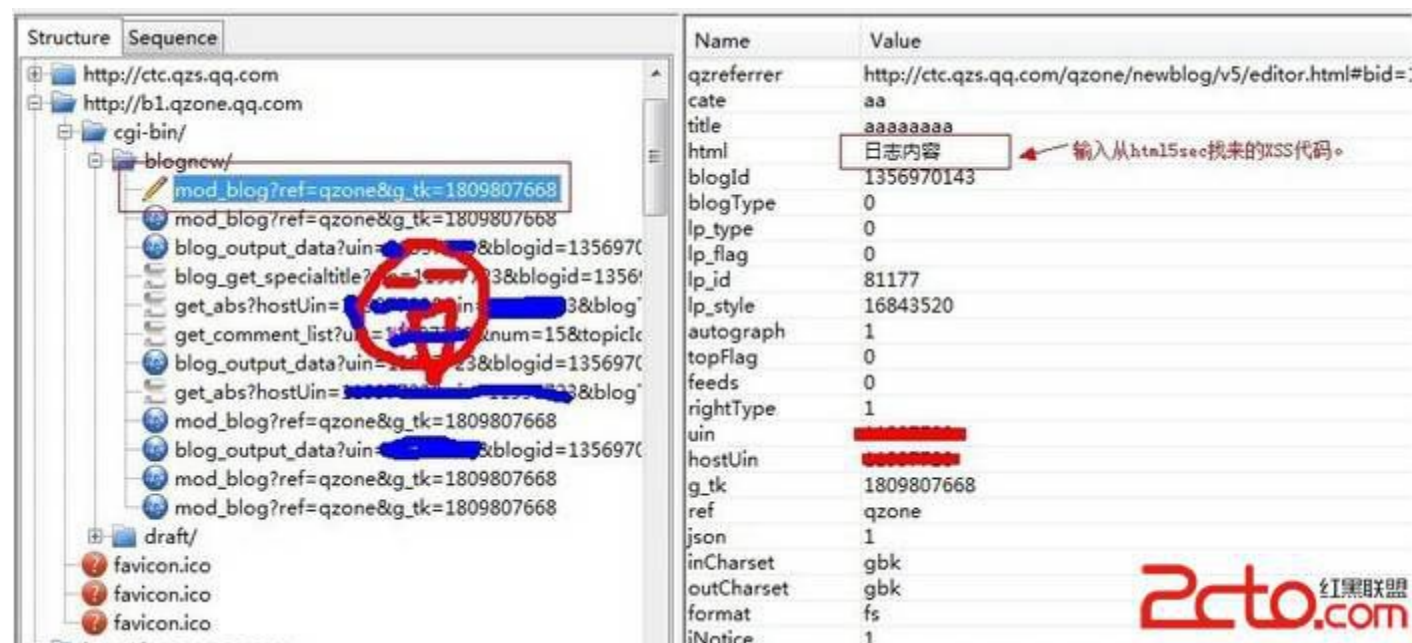 Structure Sequence
http://ctc.qzs.qq.com
http://b1.qzone.qq.com
cgi-bin/
blognew/
mod_blog?ref=qzone&g_tk=1809807668
mod_blog?ref=qzone&g_tk=1809807668
blog_output_data?uin= &blogid=135697(
blog_get_specialtitle? 3&blogid=1356
get_abs?hostUin= 3&blog
get_comment_list? &num=15&topicI
blog_output_data?uin= 38&blogid=135697(
get_abs?hostUin= &blog
mod_blog?ref=qzone&g_tk=1809807668
blog_output_data?uin= &blogid=135697(
mod_blog?ref=qzone&g_tk=1809807668
mod_blog?ref=qzone&g_tk=1809807668
draft/
favicon.ico
favicon.ico
favicon.ico
Name Value
qzreferrer http://ctc.qzs.qq.com/qzone/newblog/v5/editor.html#bid=
cate aa
title aaaaaaaa
html 日志内容 输入从html5sec找来的XSS代码。
blogId 1356970143
blogType 0
lp_type 0
lp_flag 0
lp_id 81177
lp_style 16843520
autograph 1
topFlag 0
feeds 0
rightType 1
uin
hostUin
g_tk 1809807668
ref qzone
json 1
inCharset gbk
outCharset gbk
format fs
iNotice 1
2cto.com 红黑联盟